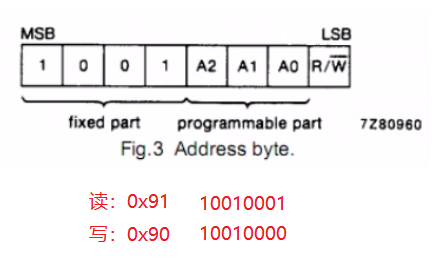 MSB LSB
1 0 0 1 A2 A1 A0 R/W̅
fixed part programmable part 7Z80960
Fig.3 Address byte.
读：0x91 10010001
写：0x90 10010000